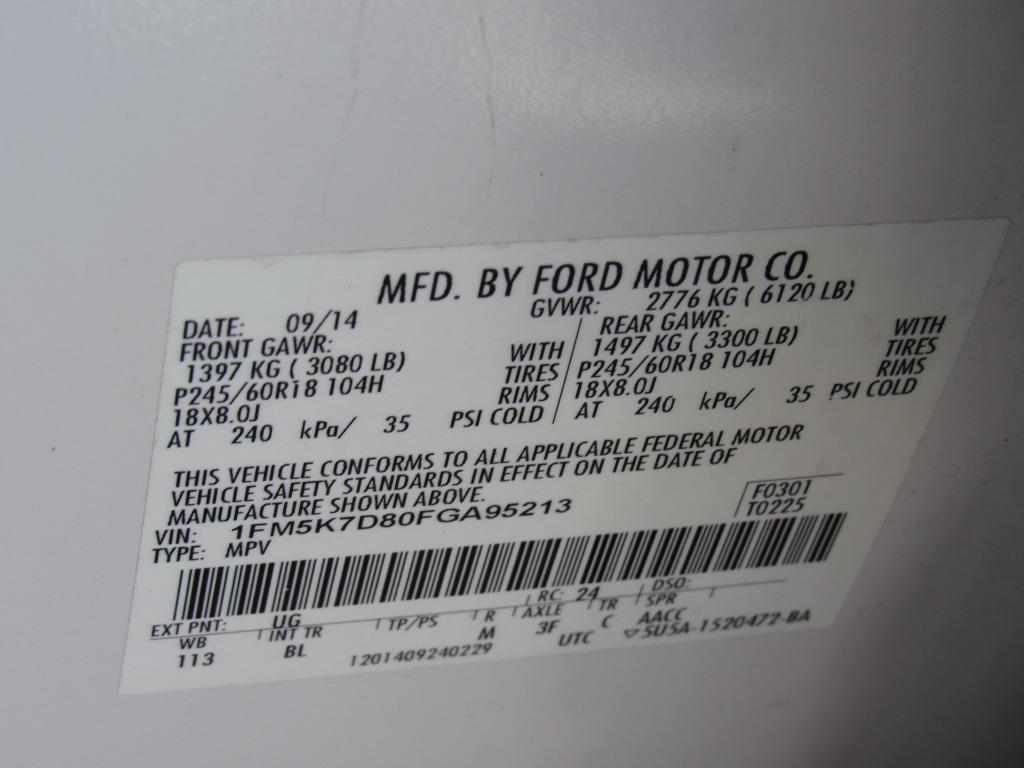 MFD. BY FORD MOTOR CO.
DATE: 09/14 GVWR: 2776 KG ( 6120 LB)
FRONT GAWR: REAR GAWR:
1397 KG ( 3080 LB) WITH 1497 KG ( 3300 LB) WITH
P245/60R18 104H TIRES P245/60R18 104H TIRES
18X8.0J RIMS 18X8.0J RIMS
AT 240 kPa/ 35 PSI COLD AT 240 kPa/ 35 PSI COLD
THIS VEHICLE CONFORMS TO ALL APPLICABLE FEDERAL MOTOR
VEHICLE SAFETY STANDARDS IN EFFECT ON THE DATE OF
MANUFACTURE SHOWN ABOVE.
VIN: 1FM5K7D80FGA95213 F0301
TYPE: MPV T0225
EXT PNT: UG RC: 24 DSO:
WB INT TR TP/PS R AXLE TR SPR
113 BL M 3F C AACC
1201409240229 UTC ▽5U5A-1520472-BA